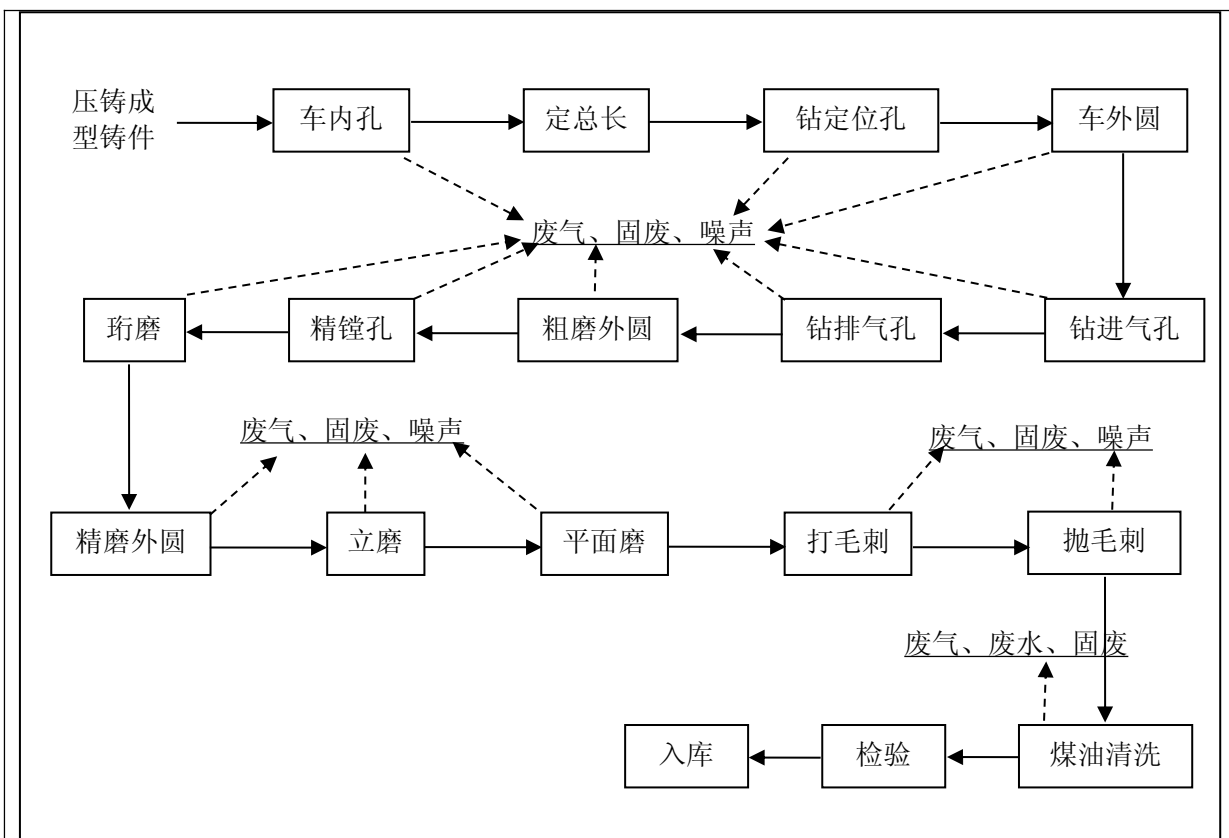 压铸成
型铸件
车内孔
定总长
钻定位孔
车外圆
废气、固废、噪声
珩磨
精镗孔
粗磨外圆
钻排气孔
钻进气孔
废气、固废、噪声
废气、固废、噪声
精磨外圆
立磨
平面磨
打毛刺
抛毛刺
废气、废水、固废
入库
检验
煤油清洗